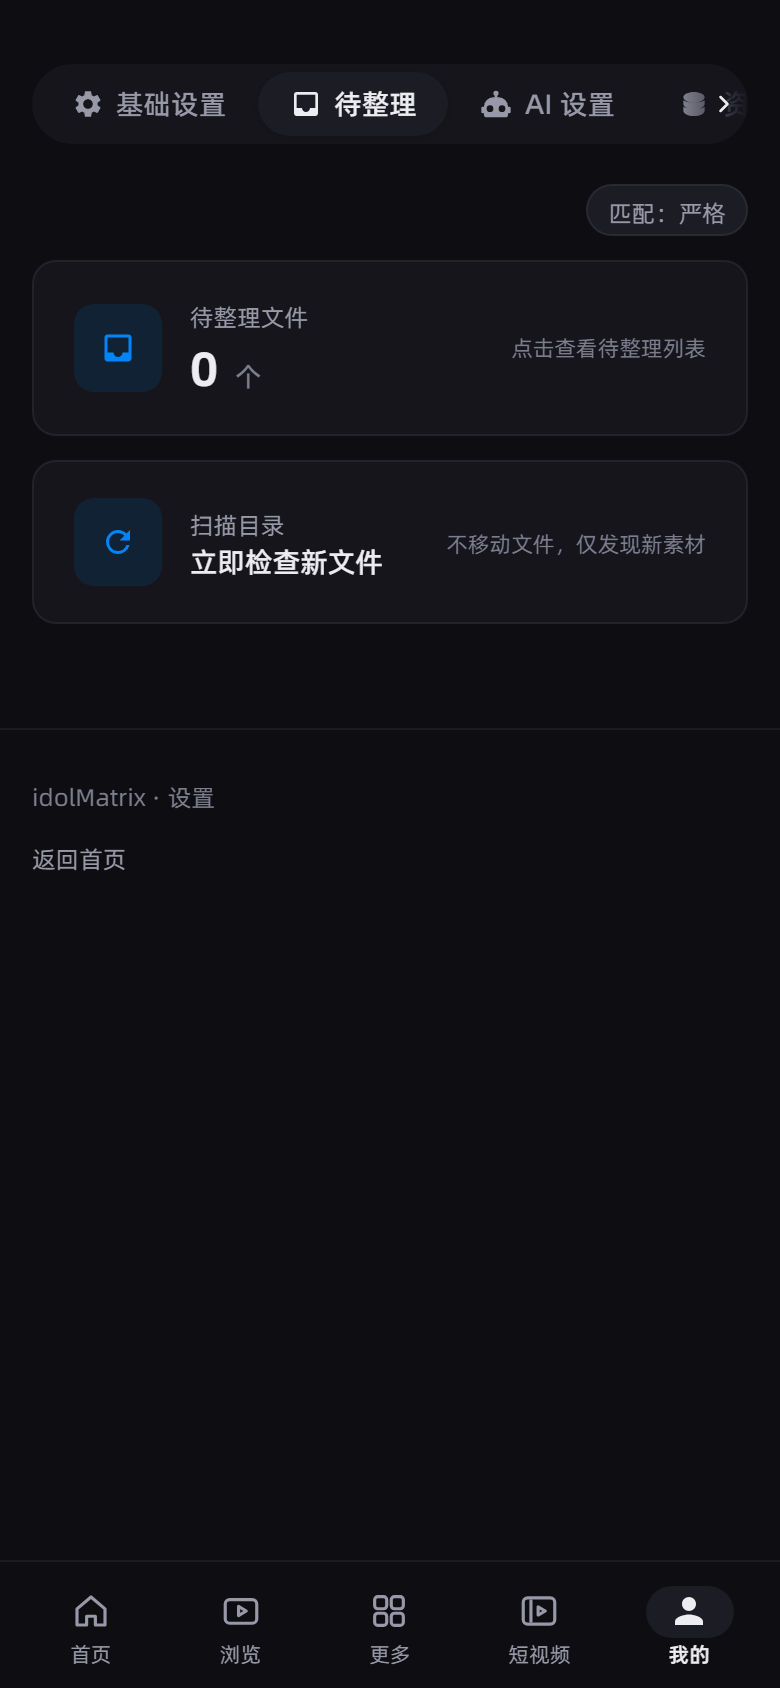 基础设置 待整理 AI 设置 资
匹配：严格
待整理文件
0 个
点击查看待整理列表
扫描目录
立即检查新文件
不移动文件，仅发现新素材
idolMatrix · 设置
返回首页
首页 浏览 更多 短视频 我的